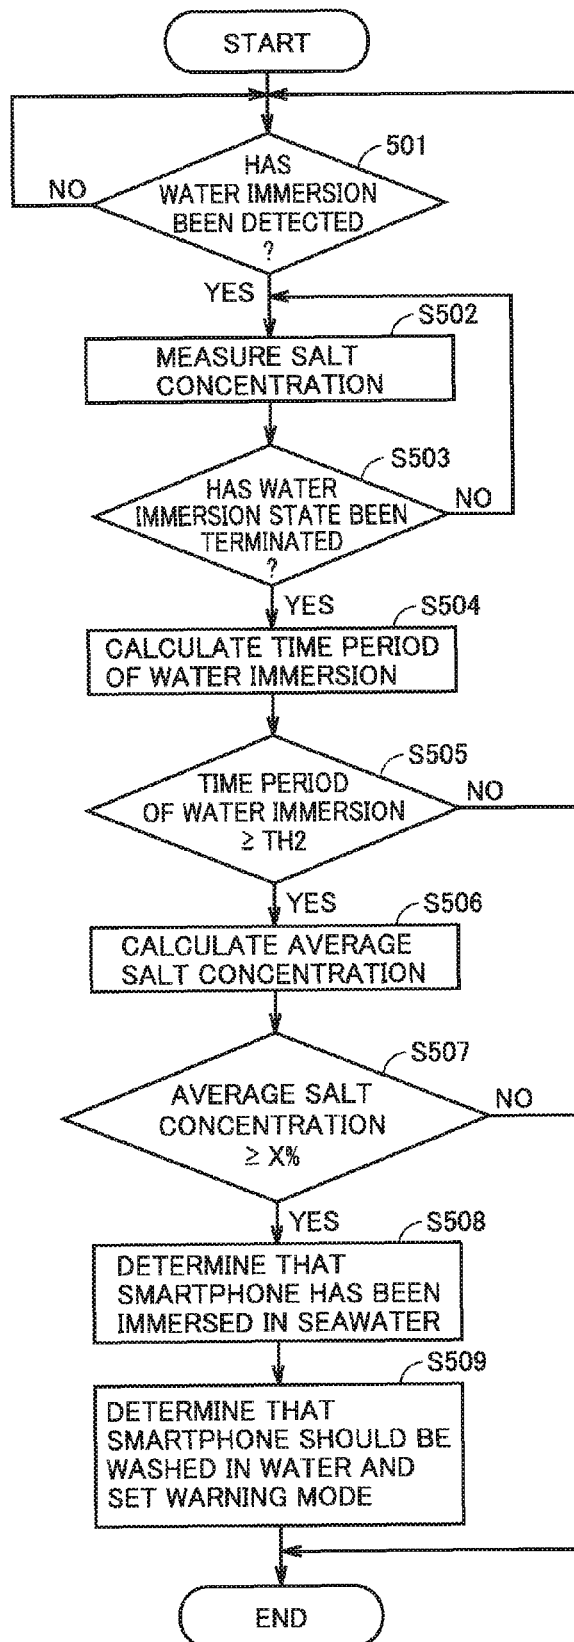 START
501
HAS
WATER IMMERSION
BEEN DETECTED
?
NO
YES
S502
MEASURE SALT
CONCENTRATION
S503
HAS WATER
IMMERSION STATE BEEN
TERMINATED
?
NO
YES
S504
CALCULATE TIME PERIOD
OF WATER IMMERSION
S505
TIME PERIOD
OF WATER IMMERSION
≥ TH2
NO
YES
S506
CALCULATE AVERAGE
SALT CONCENTRATION
S507
AVERAGE SALT
CONCENTRATION
≥ X%
NO
YES
S508
DETERMINE THAT
SMARTPHONE HAS BEEN
IMMERSED IN SEAWATER
S509
DETERMINE THAT
SMARTPHONE SHOULD BE
WASHED IN WATER AND
SET WARNING MODE
END